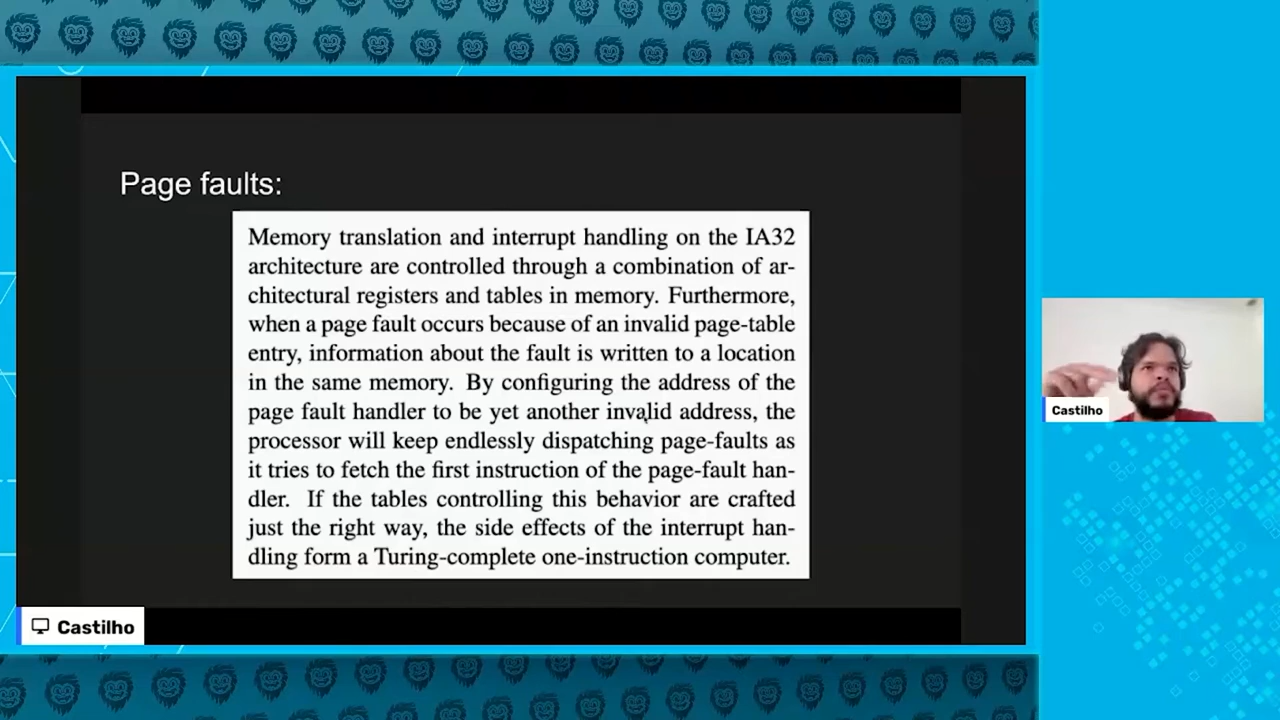 Page faults:
Memory translation and interrupt handling on the IA32
architecture are controlled through a combination of ar-
chitectural registers and tables in memory. Furthermore,
when a page fault occurs because of an invalid page-table
entry, information about the fault is written to a location
in the same memory. By configuring the address of the
page fault handler to be yet another invalid address, the
processor will keep endlessly dispatching page-faults as
it tries to fetch the first instruction of the page-fault han-
dler. If the tables controlling this behavior are crafted
just the right way, the side effects of the interrupt han-
dling form a Turing-complete one-instruction computer.
Castilho
Castilho